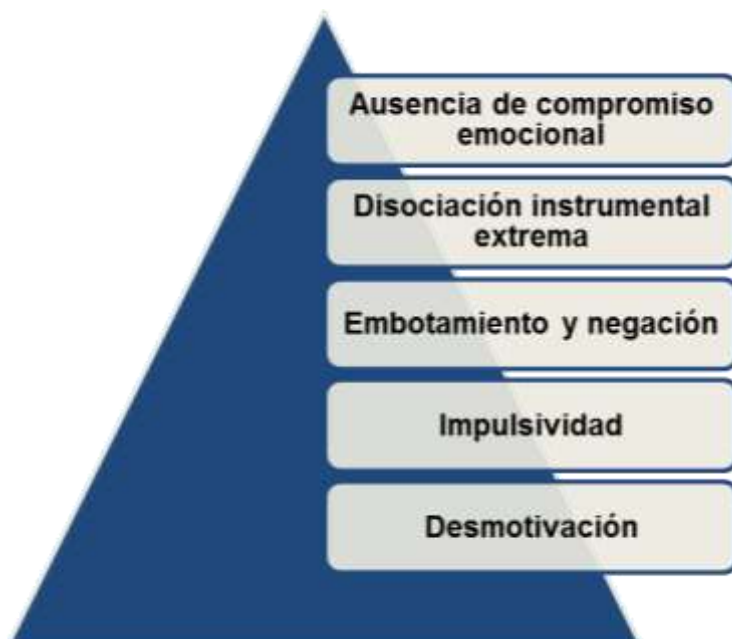 Ausencia de compromiso
emocional
Disociación instrumental
extrema
Embotamiento y negación
Impulsividad
Desmotivación